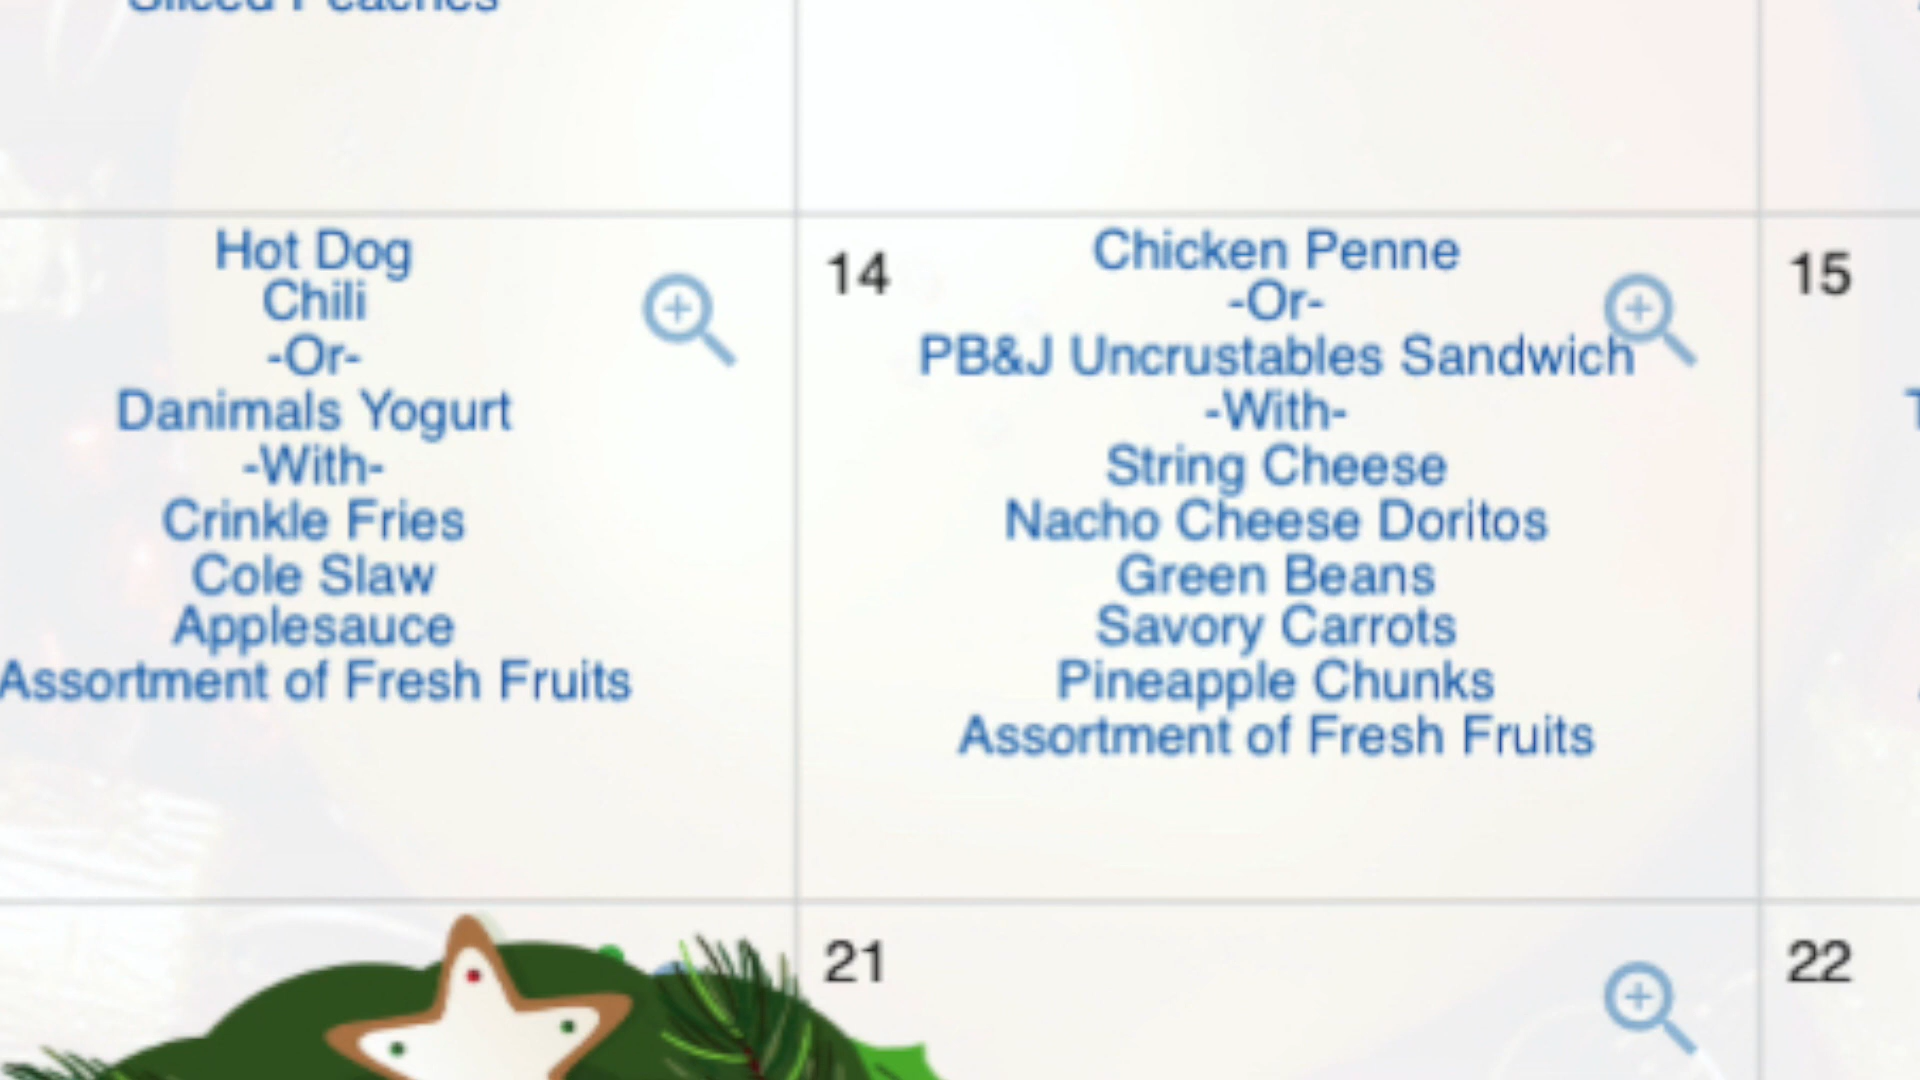 Sliced Peaches
Hot Dog
Chili
-Or-
Danimals Yogurt
-With-
Crinkle Fries
Cole Slaw
Applesauce
Assortment of Fresh Fruits
14
Chicken Penne
-Or-
PB&J Uncrustables Sandwich
-With-
String Cheese
Nacho Cheese Doritos
Green Beans
Savory Carrots
Pineapple Chunks
Assortment of Fresh Fruits
15
21
22